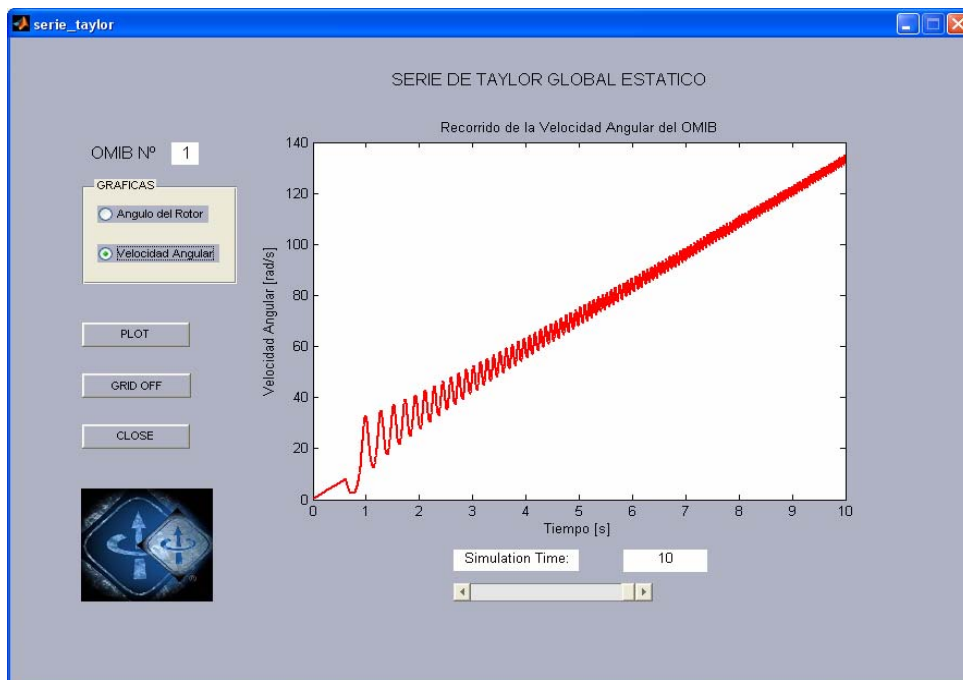 serie_taylor
SERIE DE TAYLOR GLOBAL ESTATICO
OMIB Nº 1
GRAFICAS
Angulo del Rotor
Velocidad Angular
PLOT
GRID OFF
CLOSE
Recorrido de la Velocidad Angular del OMIB
Velocidad Angular [rad/s]
140
120
100
80
60
40
20
0
0 1 2 3 4 5 6 7 8 9 10
Tiempo [s]
Simulation Time: 10
®